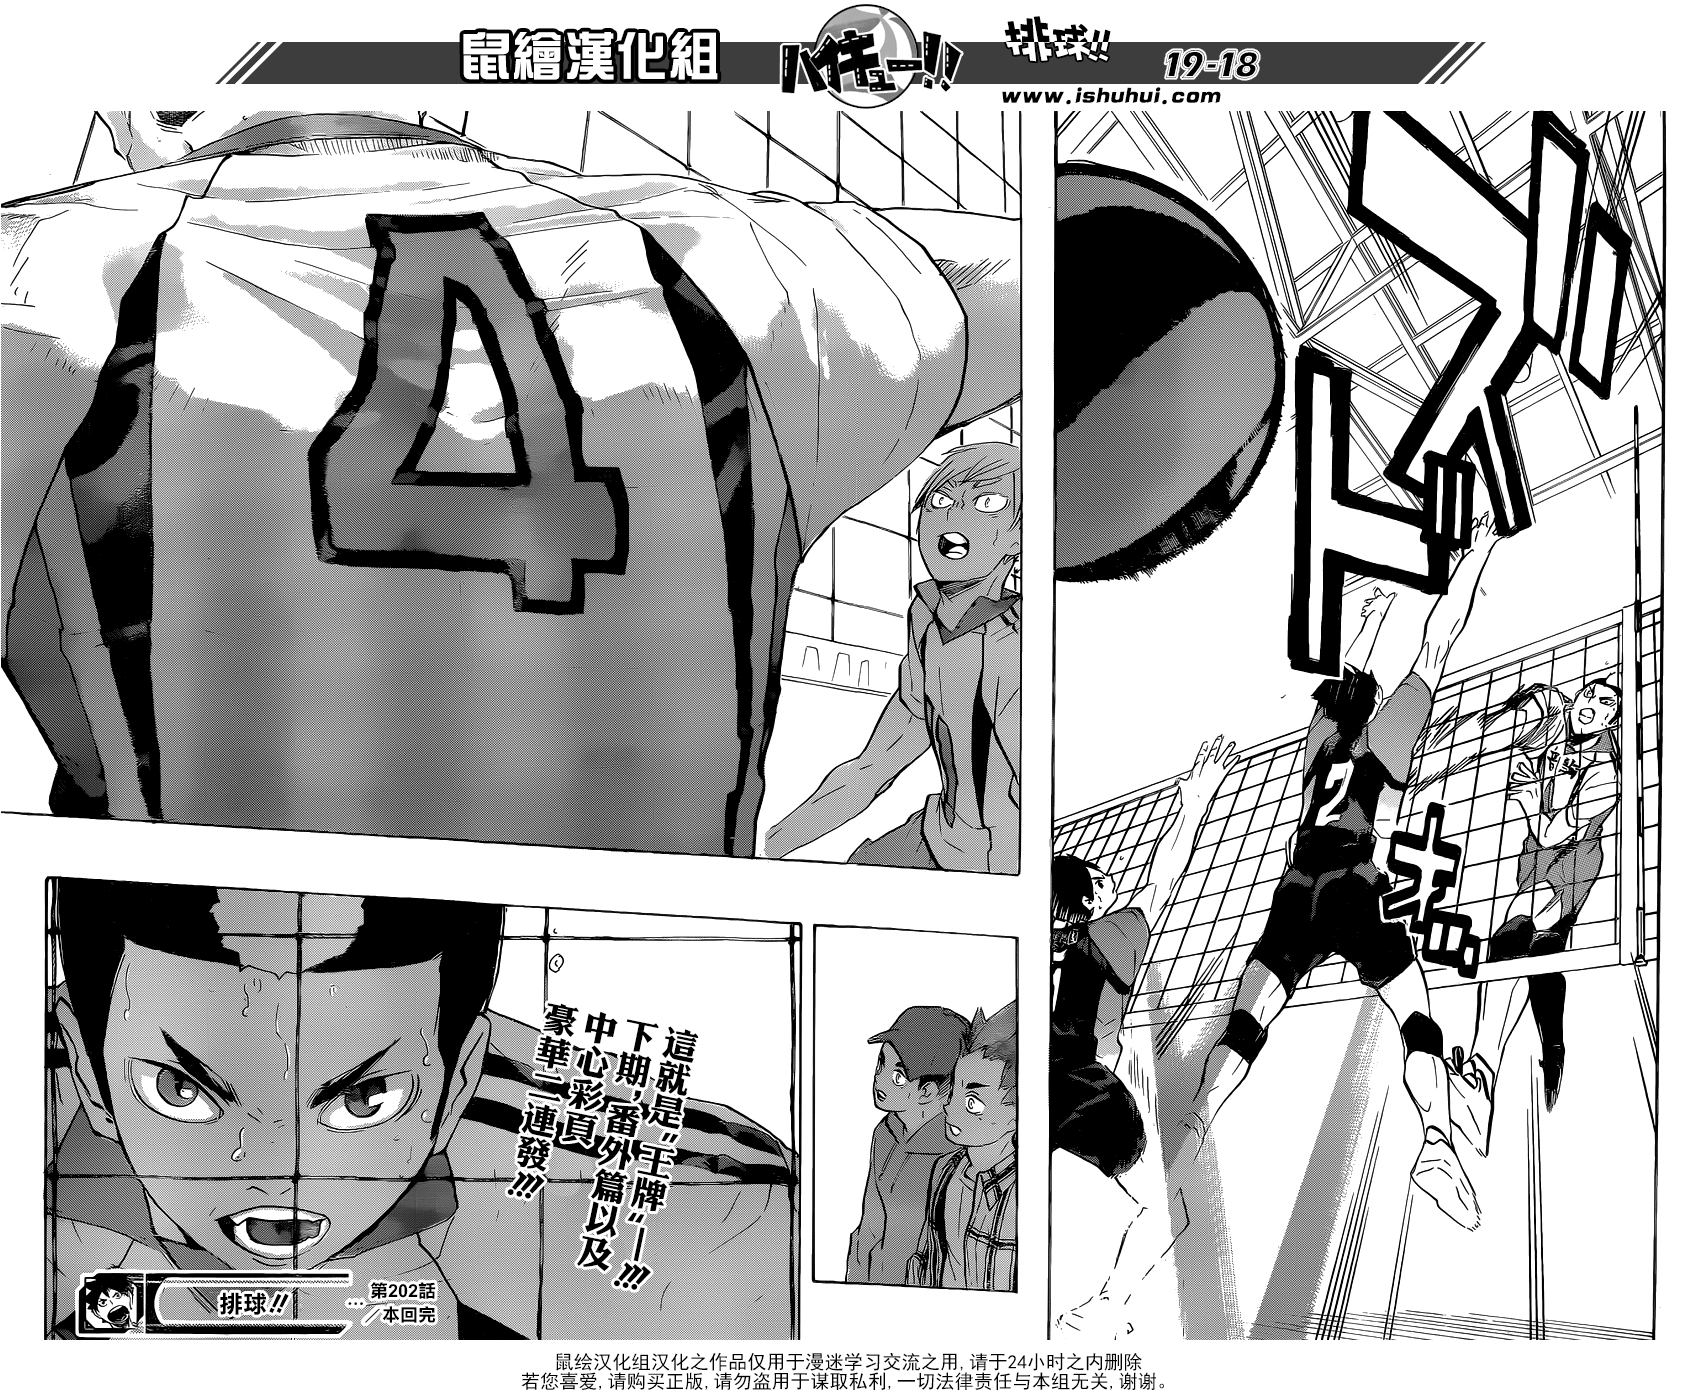 鼠繪漢化組
ハイキュー!!
排球!!
www.ishuhui.com
19-18
ズドッ
2
4
這就是"王牌"—!!!
下期,番外篇以及
中心彩頁
豪華二連發!!!
排球!!
…第202話
／本回完
鼠绘汉化组汉化之作品仅用于漫迷学习交流之用,请于24小时之内删除
若您喜爱,请购买正版,请勿盗用于谋取私利,一切法律责任与本组无关,谢谢。